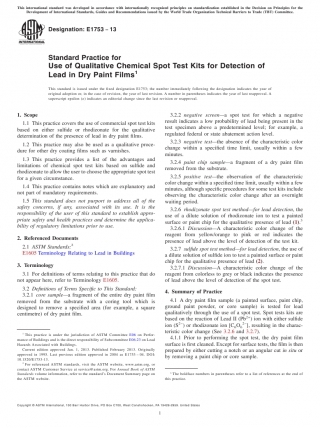 This international standard was developed in accordance with internationally recognized principles on standardization established in the Decision on Principles for the
Development of International Standards, Guides and Recommendations issued by the World Trade Organization Technical Barriers to Trade (TBT) Committee.
Designation: E1753 − 13
Standard Practice for
Use of Qualitative Chemical Spot Test Kits for Detection of
Lead in Dry Paint Films1
This standard is issued under the fixed designation E1753; the number immediately following the designation indicates the year of
original adoption or, in the case of revision, the year of last revision. A number in parentheses indicates the year of last reapproval. A
superscript epsilon (ε) indicates an editorial change since the last revision or reapproval.
1. Scope
1.1 This practice covers the use of commercial spot test kits
based on either sulfide or rhodizonate for the qualitative
determination of the presence of lead in dry paint films.
1.2 This practice may also be used as a qualitative proce-
dure for other dry coating films such as varnishes.
1.3 This practice provides a list of the advantages and
limitations of chemical spot test kits based on sulfide and
rhodizonate to allow the user to choose the appropriate spot test
for a given circumstance.
1.4 This practice contains notes which are explanatory and
not part of mandatory requirements.
1.5 This standard does not purport to address all of the
safety concerns, if any, associated with its use. It is the
responsibility of the user of this standard to establish appro-
priate safety and health practices and determine the applica-
bility of regulatory limitations prior to use.
2. Referenced Documents
2.1 ASTM Standards:2
E1605 Terminology Relating to Lead in Buildings
3. Terminology
3.1 For definitions of terms relating to this practice that do
not appear here, refer to Terminology E1605.
3.2 Definitions of Terms Specific to This Standard:
3.2.1 core sample—a fragment of the entire dry paint film
removed from the substrate with a coring tool which is
designed to remove a specified area (for example, a square
centimetre) of dry paint film.
1 This practice is under the jurisdiction of ASTM Committee E06 on Perfor-
mance of Buildings and is the direct responsibility of Subcommittee E06.23 on Lead
Hazards Associated with Buildings.
Current edition approved Jan. 1, 2013. Published February 2013. Originally
2 For referenced ASTM standards, visit the ASTM website, www.astm.org, or
contact ASTM Customer Service at service@astm.org. For Annual Book of ASTM
Standards volume information, refer to the standard's Document Summary page on
the ASTM website.
3.2.2 negative screen—a spot test for which a negative
result indicates a low probability of lead being present in the
test specimen above a predetermined level; for example, a
regulated federal or state abatement action level.
3.2.3 negative test—the absence of the characteristic color
change within a specified time limit, usually within a few
minutes.
3.2.4 paint chip sample—a fragment of a dry paint film
removed from the substrate.
3.2.5 positive test—the observation of the characteristic
color change within a specified time limit, usually within a few
minutes, although specific procedures for some test kits include
observing the characteristic color change after an overnight
waiting period.
3.2.6 rhodizonate spot test method—for lead detection, the
use of a dilute solution of rhodizonate ion to test a painted
surface or paint chip for the qualitative presence of lead (1).3
3.2.6.1 Discussion—A characteristic color change of the
reagent from yellow/orange to pink or red indicates the
presence of lead above the level of detection of the test kit.
3.2.7 sulfide spot test method—for lead detection, the use of
a dilute solution of sulfide ion to test a painted surface or paint
chip for the qualitative presence of lead (2).
3.2.7.1 Discussion—A characteristic color change of the
reagent from colorless to grey or black indicates the presence
of lead above the level of detection of the spot test.
4. Summary of Practice
4.1 A dry paint film sample (a painted surface, paint chip,
ground paint powder, or core sample) is tested for lead
qualitatively through the use of a spot test. Spot tests kits are
based on the reaction of Lead II (Pb2+) ion with either sulfide
ion (S2−) or rhodizonate ion [C6O62−], resulting in the charac-
teristic color change (See 3.2.6 and 3.2.7).
4.1.1 Prior to performing the spot test, the dry paint film
surface is first cleaned. Except for surface tests, the film is then
prepared by either cutting a notch or an angular cut in situ or
by removing a paint chip or core sample.
3 The boldface numbers in parentheses refer to a list of references at the end of
this practice.
Copyright © ASTM International, 100 Barr Harbor Drive, PO Box C700, West Conshohocken, PA 19428-2959. United States
1